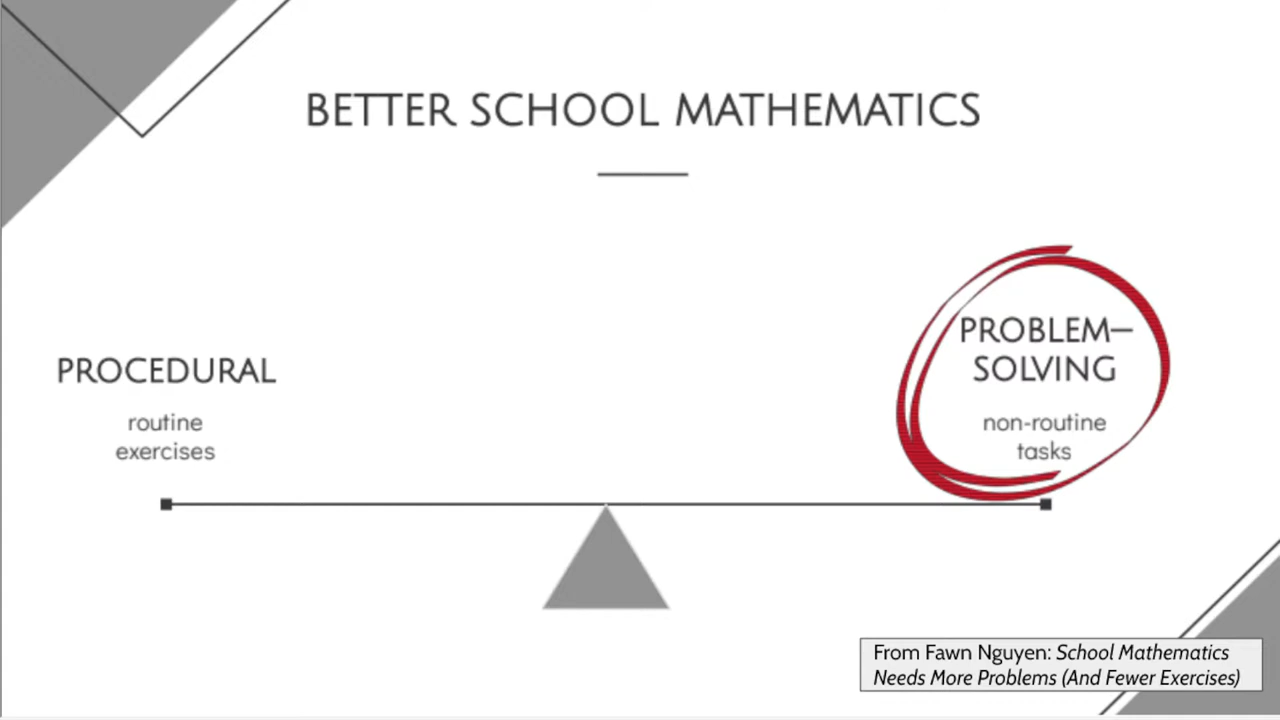 BETTER SCHOOL MATHEMATICS
PROCEDURAL
routine
exercises
PROBLEM–
SOLVING
non-routine
tasks
From Fawn Nguyen: School Mathematics
Needs More Problems (And Fewer Exercises)